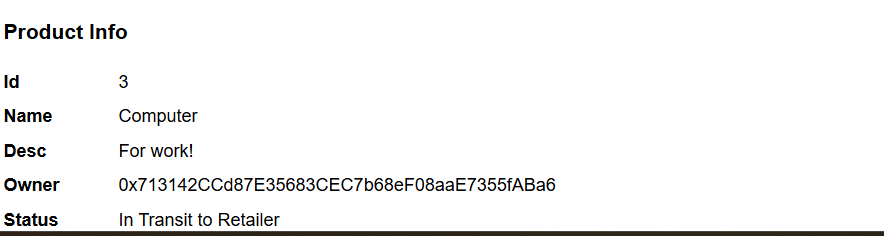 Product Info
Id 3
Name Computer
Desc For work!
Owner 0x713142CCd87E35683CEC7b68eF08aaE7355fABa6
Status In Transit to Retailer